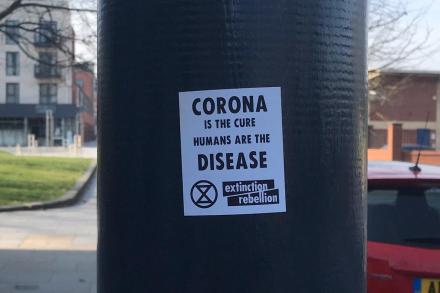 CORONA
IS THE CURE
HUMANS ARE THE
DISEASE
extinction
rebellion